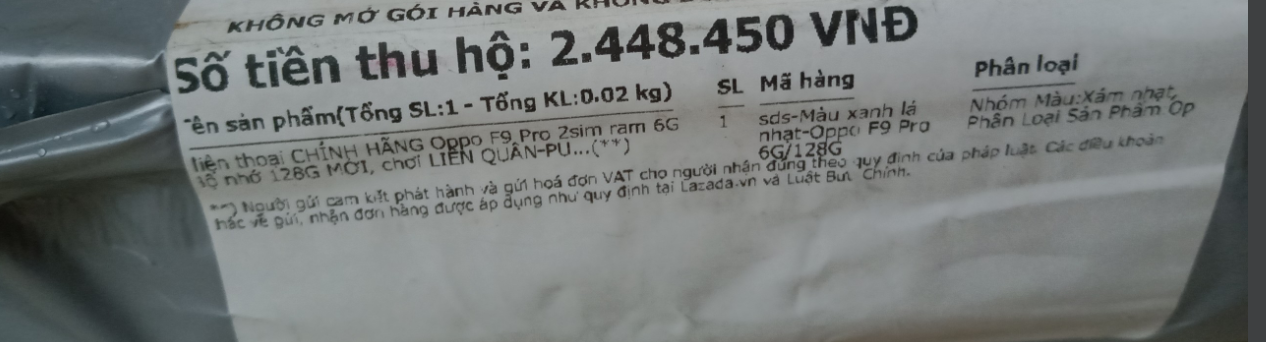 KHÔNG MỞ GÓI HÀNG VÀ
Số tiền thu hộ: 2.448.450 VNĐ
ên sản phẩm(Tổng SL:1 - Tổng KL:0.02 kg) SL Mã hàng Phân loại
iện thoại CHÍNH HÃNG Oppo F9 Pro 2sim ram 6G 1 sds-Màu xanh lá Nhóm Màu:Xám nhạt,
nhớ 128G MỚI, chơi LIÊN QUÂN-PU...(**) nhạt-Oppo F9 Pro Phân Loại Sản Phẩm Op
6G/128G
**) Người gửi cam kết phát hành và gửi hoá đơn VAT cho người nhận đúng theo quy định của pháp luật. Các điều khoản
hác về gửi, nhận đơn hàng được áp dụng như quy định tại Lazada.vn và Luật Bưu Chính.